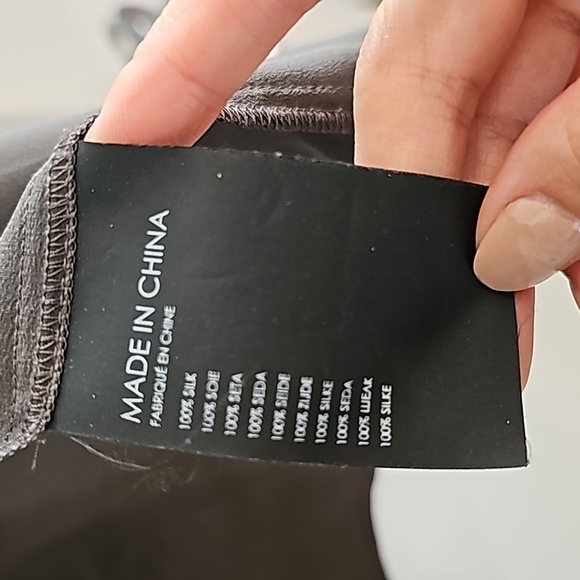 MADE IN CHINA
FABRIQUÉ EN CHINE
100% SILK
100% SOIE
100% SETA
100% SEDA
100% SEIDE
100% ZIJDE
100% SILKE
100% SEDA
100% IJEAK
100% SILKE